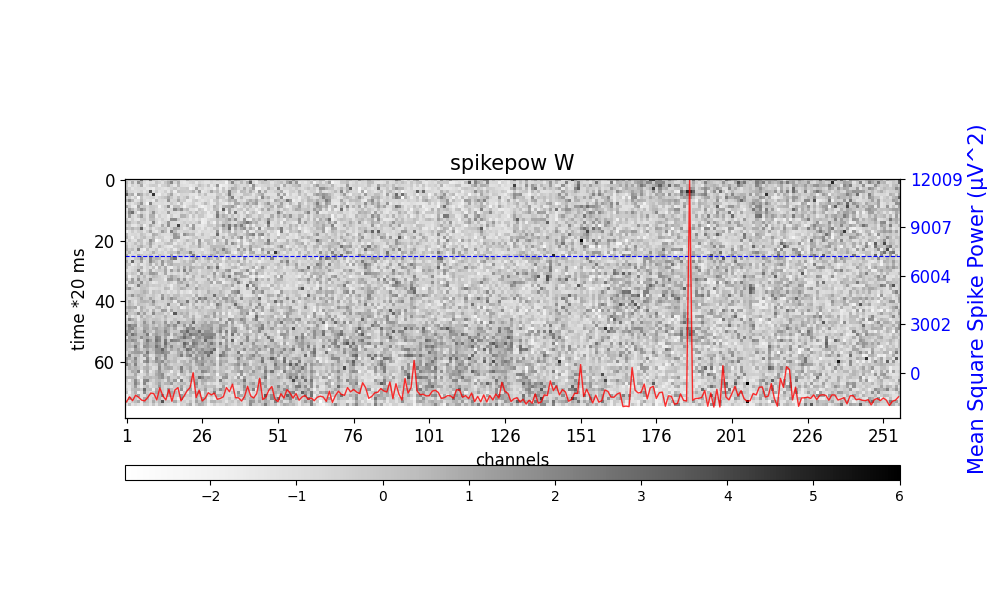 spikepow W
0
20
40
60
time *20 ms
12009
9007
6004
3002
0
Mean Square Spike Power (μV^2)
1 26 51 76 101 126 151 176 201 226 251
channels
−2 −1 0 1 2 3 4 5 6